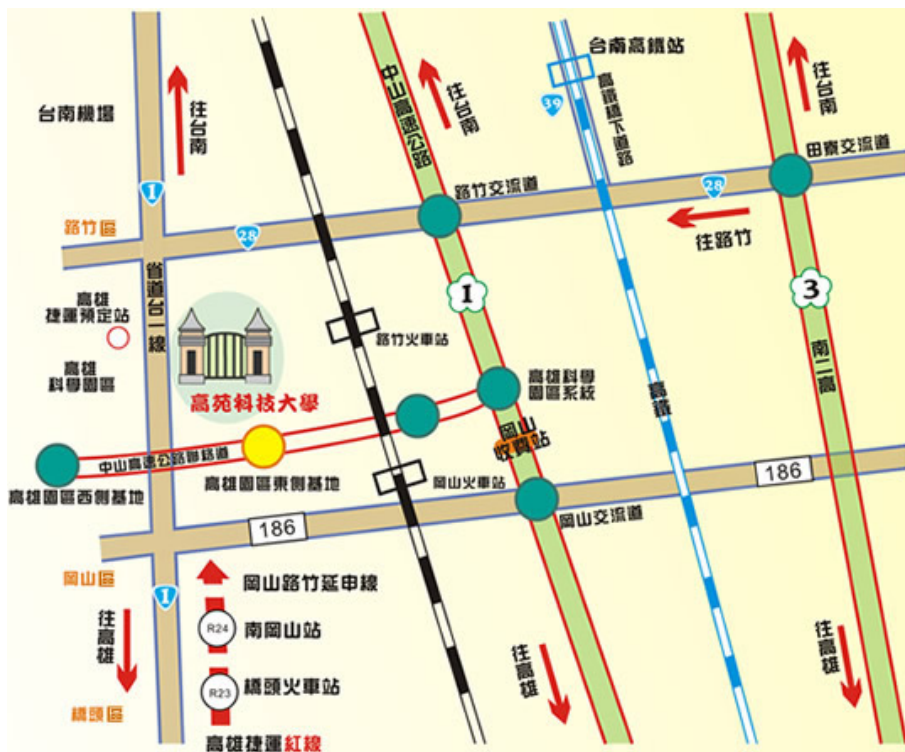 台南高鐵站
中山高速公路
往台南
39
高鐵橋下道路
往台南
台南機場
往台南
田寮交流道
1
路竹交流道
28
路竹區
28
往路竹
省道台一線
高雄
捷運預定站
1
3
路竹火車站
南二高
高雄
科學園區
高雄科學
園區系統
高鐵
高苑科技大學
岡山
收費站
中山高速公路聯絡道
高雄園區西側基地
高雄園區東側基地
岡山火車站
186
186
岡山交流道
岡山區
1
岡山路竹延申線
往高雄
R24
南岡山站
往高雄
往高雄
R23
橋頭火車站
橋頭區
高雄捷運紅線